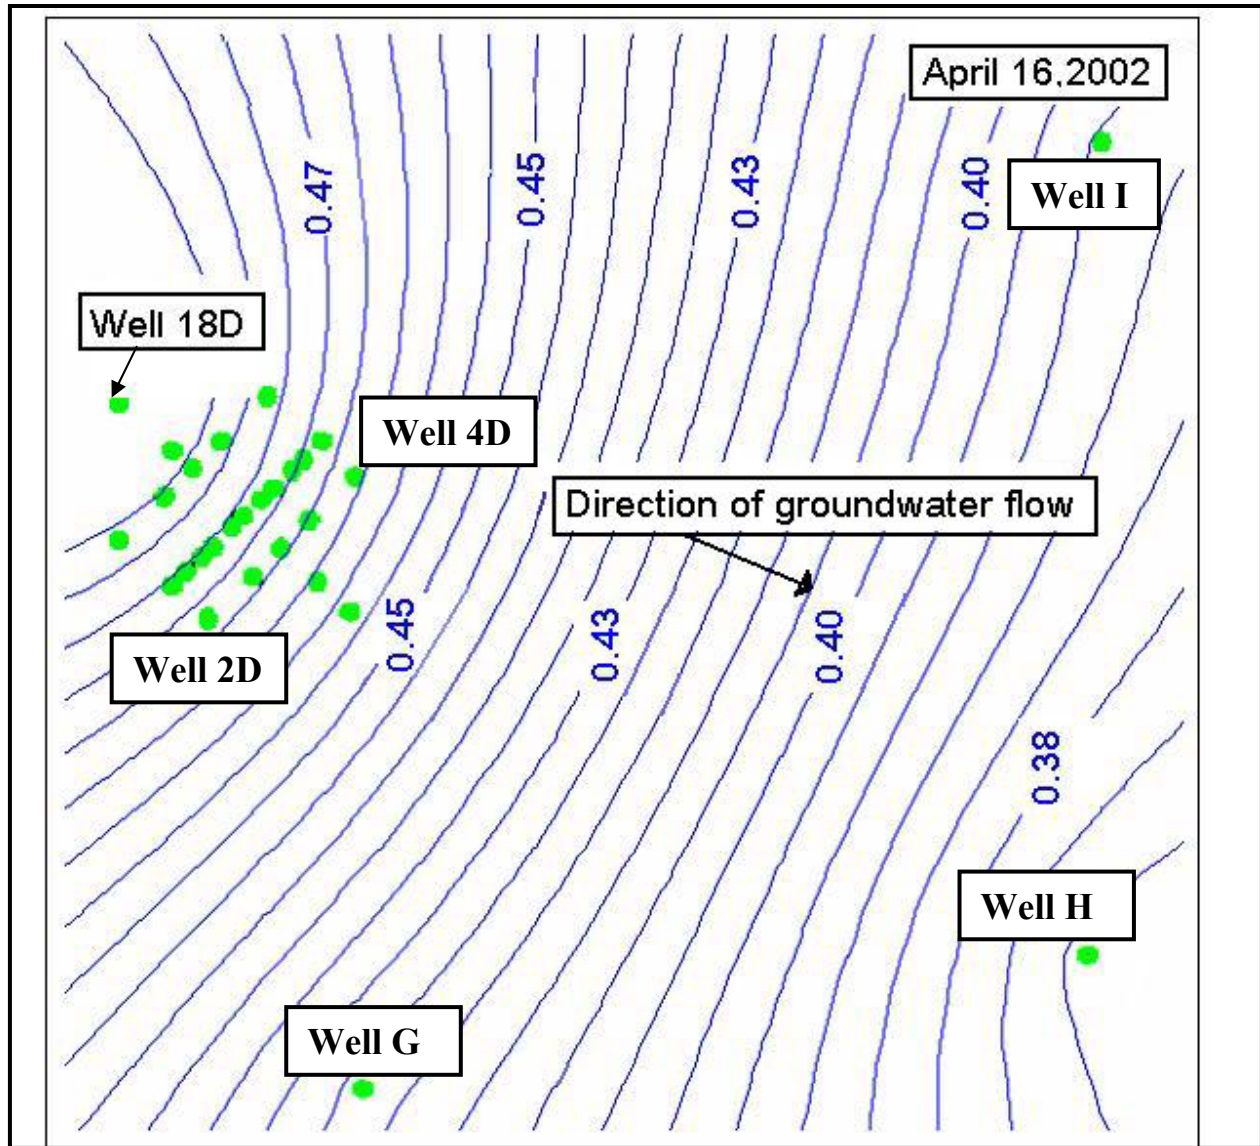 April 16,2002
0.47
0.45
0.43
0.40
Well I
Well 18D
Well 4D
Direction of groundwater flow
0.45
0.43
0.40
Well 2D
0.38
Well H
Well G